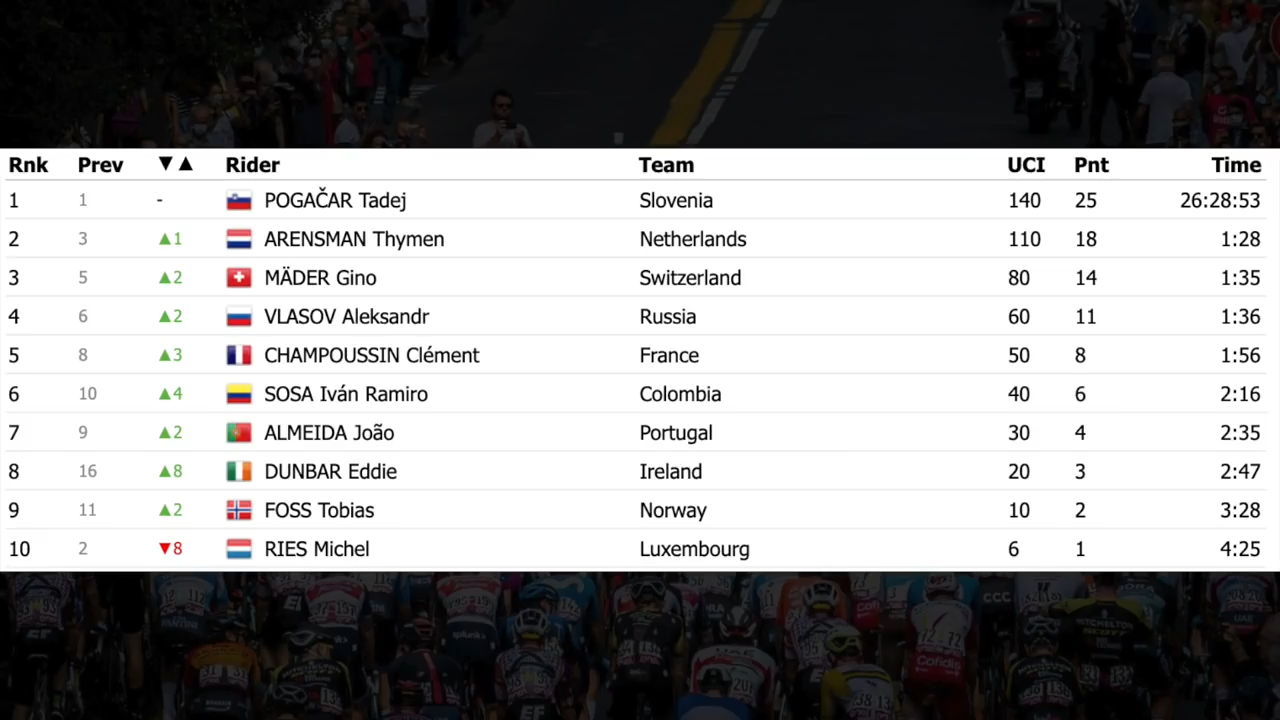 Rnk Prev ▼▲ Rider Team UCI Pnt Time
1 1 - POGAČAR Tadej Slovenia 140 25 26:28:53
2 3 ▲1 ARENSMAN Thymen Netherlands 110 18 1:28
3 5 ▲2 MÄDER Gino Switzerland 80 14 1:35
4 6 ▲2 VLASOV Aleksandr Russia 60 11 1:36
5 8 ▲3 CHAMPOUSSIN Clément France 50 8 1:56
6 10 ▲4 SOSA Iván Ramiro Colombia 40 6 2:16
7 9 ▲2 ALMEIDA João Portugal 30 4 2:35
8 16 ▲8 DUNBAR Eddie Ireland 20 3 2:47
9 11 ▲2 FOSS Tobias Norway 10 2 3:28
10 2 ▼8 RIES Michel Luxembourg 6 1 4:25
CCC
EF
Cofidis
EF